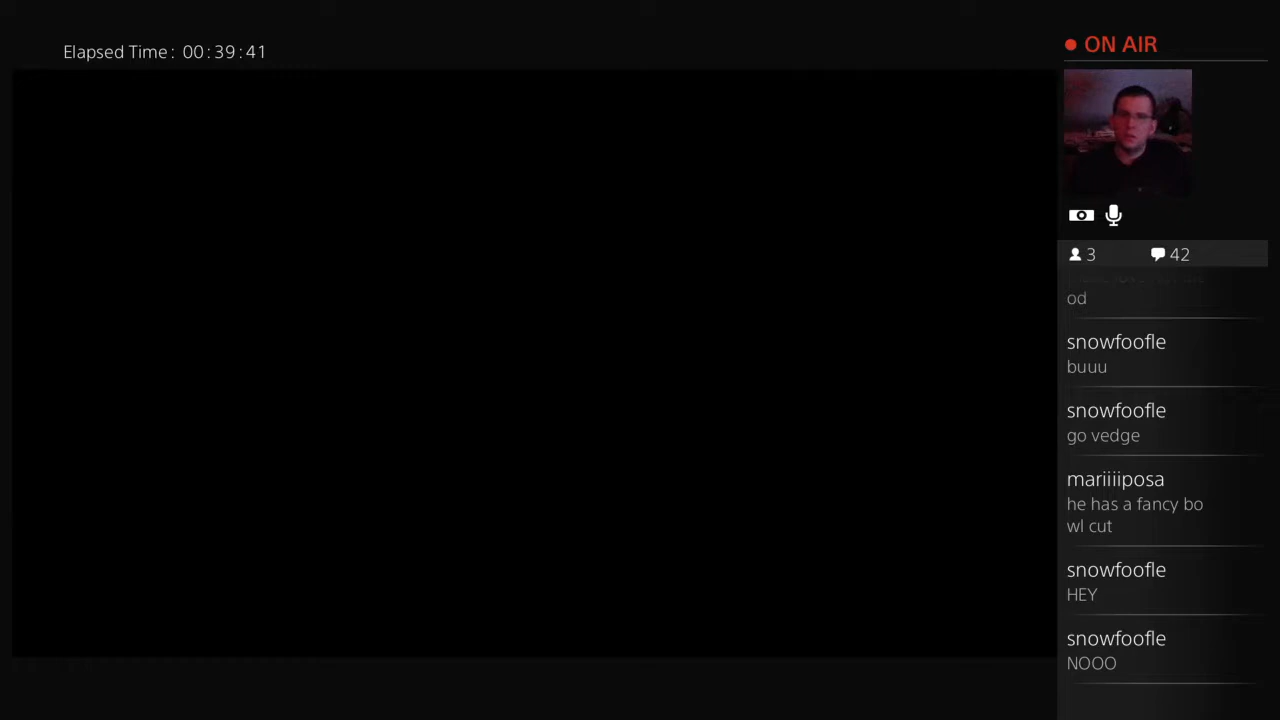 Elapsed Time: 00:39:41
ON AIR
3 42
od
snowfoofle
buuu
snowfoofle
go vedge
mariiiiposa
he has a fancy bo
wl cut
snowfoofle
HEY
snowfoofle
NOOO